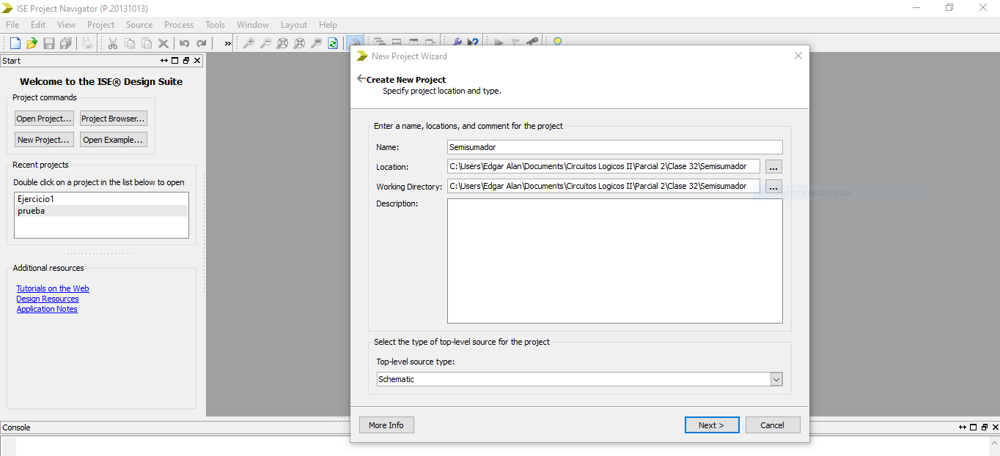 ISE Project Navigator (P.20131013)
File Edit View Project Source Process Tools Window Layout Help
Start
Welcome to the ISE® Design Suite
Project commands
Open Project... Project Browser...
New Project... Open Example...
Recent projects
Double click on a project in the list below to open
Ejercicio1
prueba
Additional resources
Tutorials on the Web
Design Resources
Application Notes
New Project Wizard
Create New Project
Specify project location and type.
Enter a name, locations, and comment for the project
Name: Semisumador
Location: C:\Users\Edgar Alan\Documents\Circuitos Logicos II\Parcial 2\Clase 32\Semisumador ...
Working Directory: C:\Users\Edgar Alan\Documents\Circuitos Logicos II\Parcial 2\Clase 32\Semisumador ...
Recorte rectangular
Description:
Select the type of top-level source for the project
Top-level source type:
Schematic
More Info Next > Cancel
Console